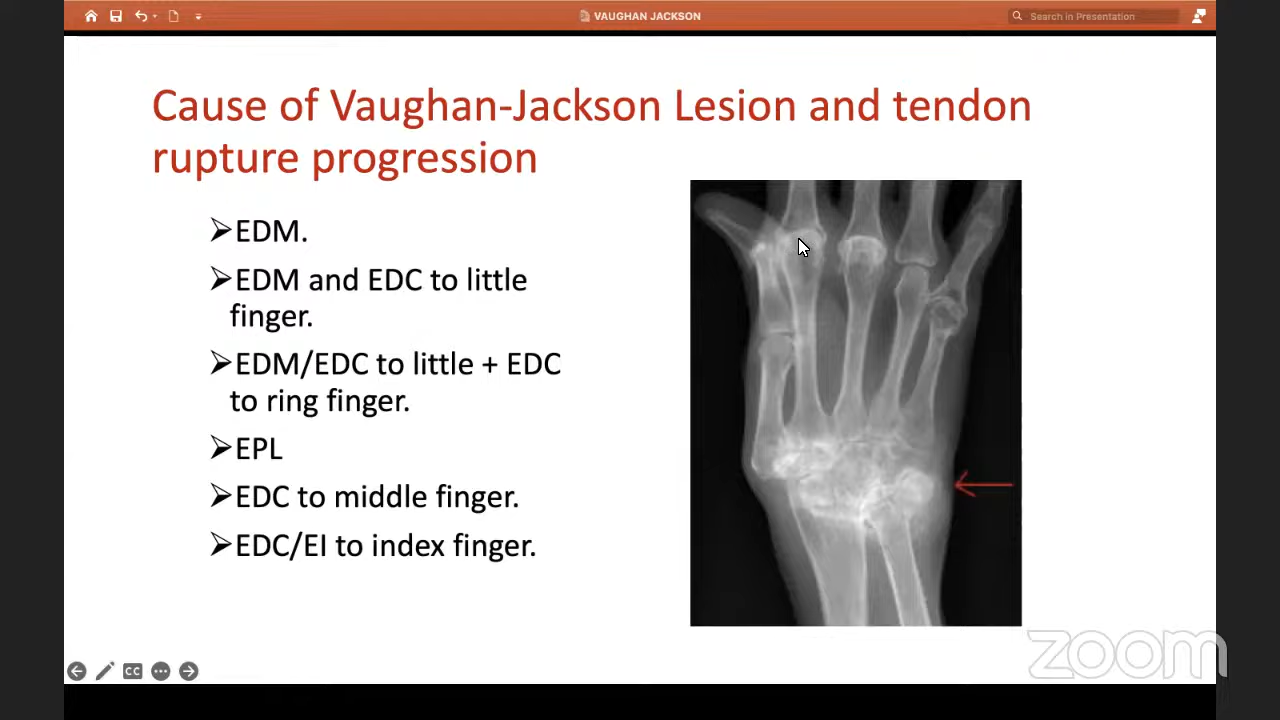 VAUGHAN JACKSON
Search in Presentation
Cause of Vaughan-Jackson Lesion and tendon
rupture progression
➢EDM.
➢EDM and EDC to little
finger.
➢EDM/EDC to little + EDC
to ring finger.
➢EPL
➢EDC to middle finger.
➢EDC/EI to index finger.
CC
zoom